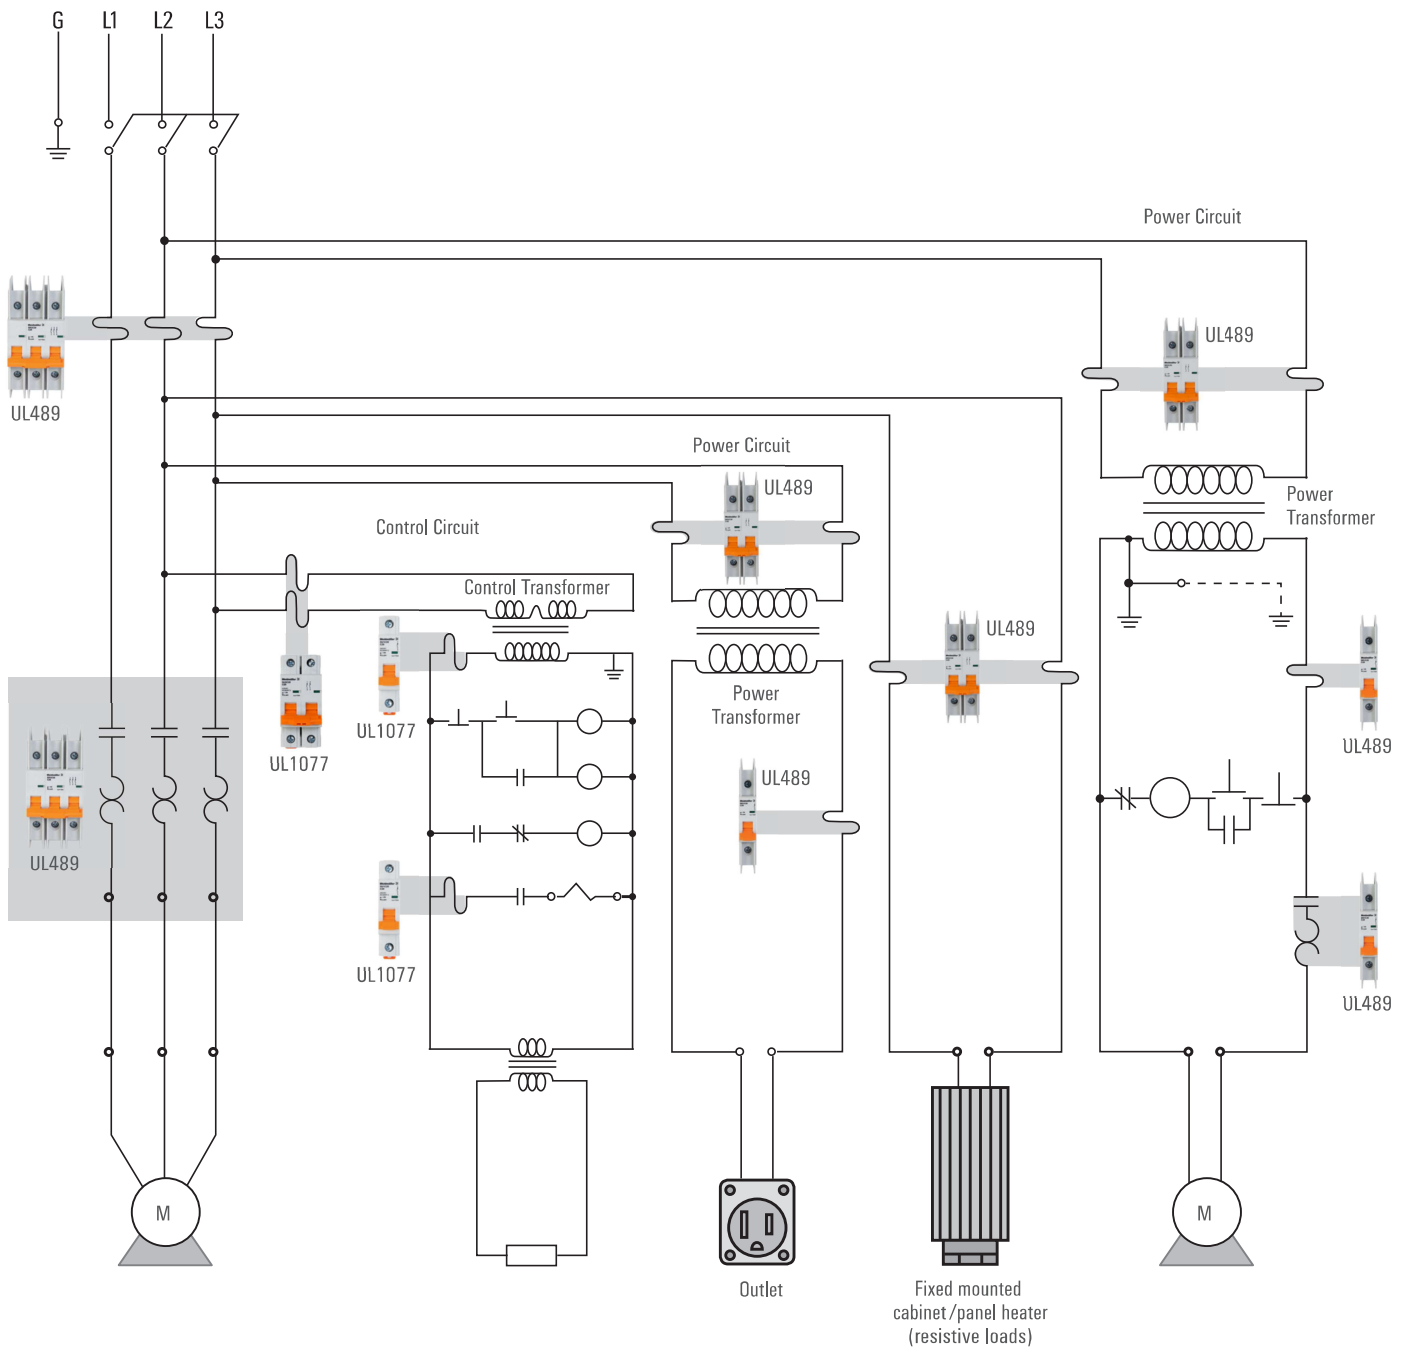 G L1 L2 L3
Power Circuit
UL489
UL489
Power Circuit
UL489
Power
Transformer
Control Circuit
Control Transformer
UL489
UL1077
UL1077
Power
Transformer
UL489
UL489
UL489
UL1077
UL489
M
M
Outlet
Fixed mounted
cabinet/panel heater
(resistive loads)